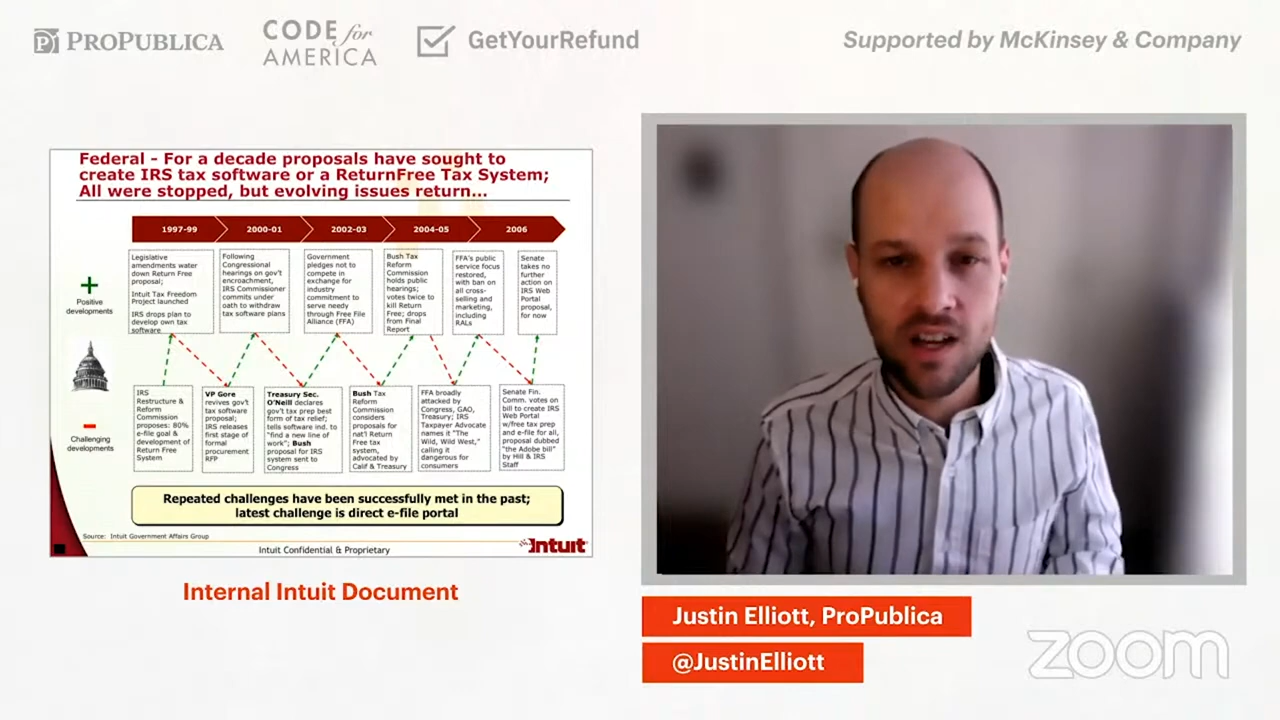 PROPUBLICA
CODE for
AMERICA
GetYourRefund
Supported by McKinsey & Company
Federal - For a decade proposals have sought to
create IRS tax software or a ReturnFree Tax System;
All were stopped, but evolving issues return...
1997-99
2000-01
2002-03
2004-05
2006
+
Positive
developments
Legislative
amendments water
down Return Free
proposal;
Intuit Tax Freedom
Project launched
IRS drops plan to
develop own tax
software
Following
Congressional
hearings on gov't
encroachment,
IRS Commissioner
commits under
oath to withdraw
tax software plans
Government
pledges not to
compete in
exchange for
industry
commitment to
serve needy
through Free File
Alliance (FFA)
Bush Tax
Reform
Commission
holds public
hearings;
votes twice to
kill Return
Free; drops
from Final
Report
FFA's public
service focus
restored,
with ban on
all cross-
selling and
marketing,
including
RALs
Senate
takes no
further
action on
IRS Web
Portal
proposal,
for now
Challenging
developments
IRS
Restructure &
Reform
Commission
proposes: 80%
e-file goal &
development of
Return Free
System
VP Gore
revives gov't
tax software
proposal;
IRS releases
first stage of
formal
procurement
RFP
Treasury Sec.
O'Neill declares
gov't tax prep best
form of tax relief;
tells software ind. to
"find a new line of
work"; Bush
proposal for IRS
system sent to
Congress
Bush Tax
Reform
Commission
considers
proposals for
nat'l Return
Free tax
system,
advocated by
Calif & Treasury
FFA broadly
attacked by
Congress, GAO,
Treasury; IRS
Taxpayer Advocate
names it "The
Wild, Wild West,"
calling it
dangerous for
consumers
Senate Fin.
Comm. votes on
bill to create IRS
Web Portal
w/free tax prep
and e-file for all,
proposal dubbed
"the Adobe bill"
by Hill & IRS
Staff
Repeated challenges have been successfully met in the past;
latest challenge is direct e-file portal
Source: Intuit Government Affairs Group
Intuit Confidential & Proprietary
Intuit
Internal Intuit Document
Justin Elliott, ProPublica
@JustinElliott
zoom